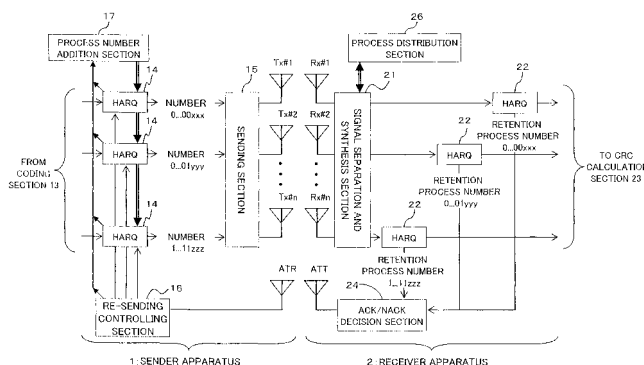 17
PROCESS NUMBER
ADDITION SECTION
14
HARQ
NUMBER
0...00xxx
14
HARQ
NUMBER
0...01yyy
14
HARQ
NUMBER
1...11zzz
FROM
CODING
SECTION 13
15
SENDING SECTION
Tx#1
Tx#2
Tx#n
ATR
16
RE-SENDING
CONTROLLING
SECTION
1:SENDER APPARATUS
26
PROCESS DISTRIBUTION
SECTION
21
Rx#1
Rx#2
Rx#n
ATT
SIGNAL SEPARATION AND
SYNTHESIS SECTION
22
HARQ
RETENTION
PROCESS NUMBER
0...00xxx
22
HARQ
RETENTION
PROCESS NUMBER
0...01yyy
22
HARQ
RETENTION
PROCESS NUMBER
1...11zzz
24
ACK/NACK
DECISION SECTION
TO CRC
CALCULATION
SECTION 23
2:RECEIVER APPARATUS